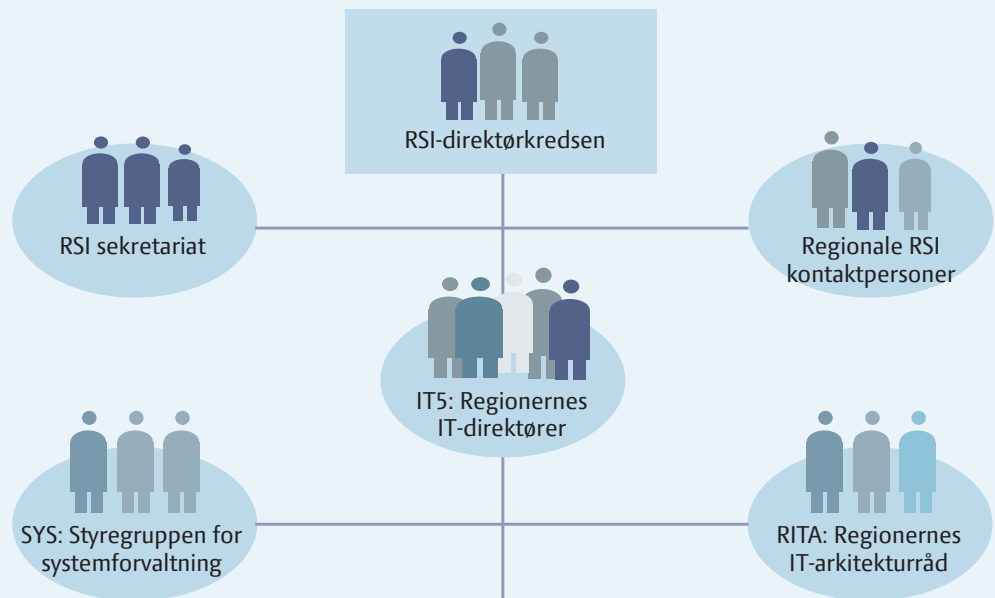 RSI-direktørkredsen
RSI sekretariat
Regionale RSI
kontaktpersoner
IT5: Regionernes
IT-direktører
SYS: Styregruppen for
systemforvaltning
RITA: Regionernes
IT-arkitekturråd